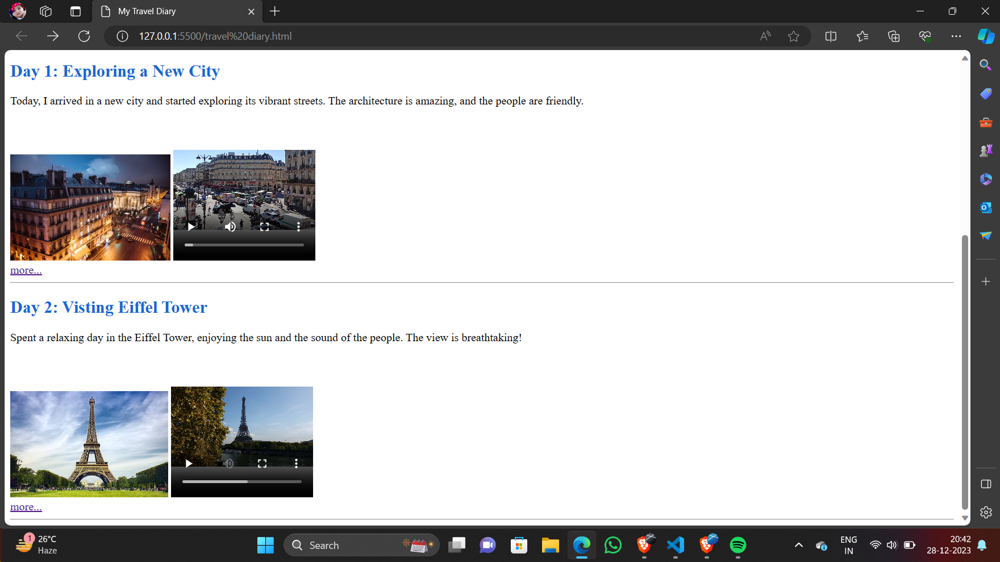 My Travel Diary
127.0.0.1:5500/travel%20diary.html
Day 1: Exploring a New City
Today, I arrived in a new city and started exploring its vibrant streets. The architecture is amazing, and the people are friendly.
more...
Day 2: Visting Eiffel Tower
Spent a relaxing day in the Eiffel Tower, enjoying the sun and the sound of the people. The view is breathtaking!
more...
1
26°C
Haze
Search
ENG
IN
20:42
28-12-2023